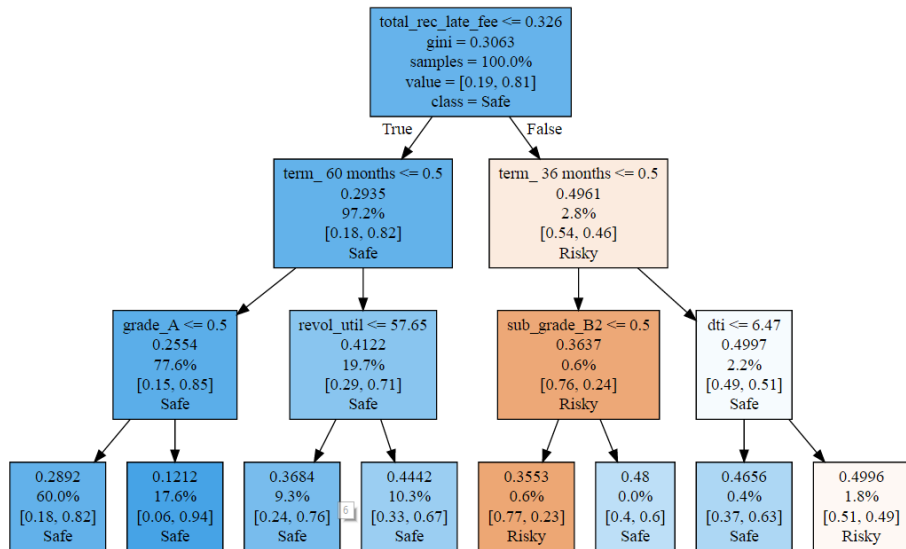 total_rec_late_fee <= 0.326
gini = 0.3063
samples = 100.0%
value = [0.19, 0.81]
class = Safe
True
False
term_ 60 months <= 0.5
0.2935
97.2%
[0.18, 0.82]
Safe
term_ 36 months <= 0.5
0.4961
2.8%
[0.54, 0.46]
Risky
grade_A <= 0.5
0.2554
77.6%
[0.15, 0.85]
Safe
revol_util <= 57.65
0.4122
19.7%
[0.29, 0.71]
Safe
sub_grade_B2 <= 0.5
0.3637
0.6%
[0.76, 0.24]
Risky
dti <= 6.47
0.4997
2.2%
[0.49, 0.51]
Safe
0.2892
60.0%
[0.18, 0.82]
Safe
0.1212
17.6%
[0.06, 0.94]
Safe
0.3684
9.3%
[0.24, 0.76]
Safe
6
0.4442
10.3%
[0.33, 0.67]
Safe
0.3553
0.6%
[0.77, 0.23]
Risky
0.48
0.0%
[0.4, 0.6]
Safe
0.4656
0.4%
[0.37, 0.63]
Safe
0.4996
1.8%
[0.51, 0.49]
Risky